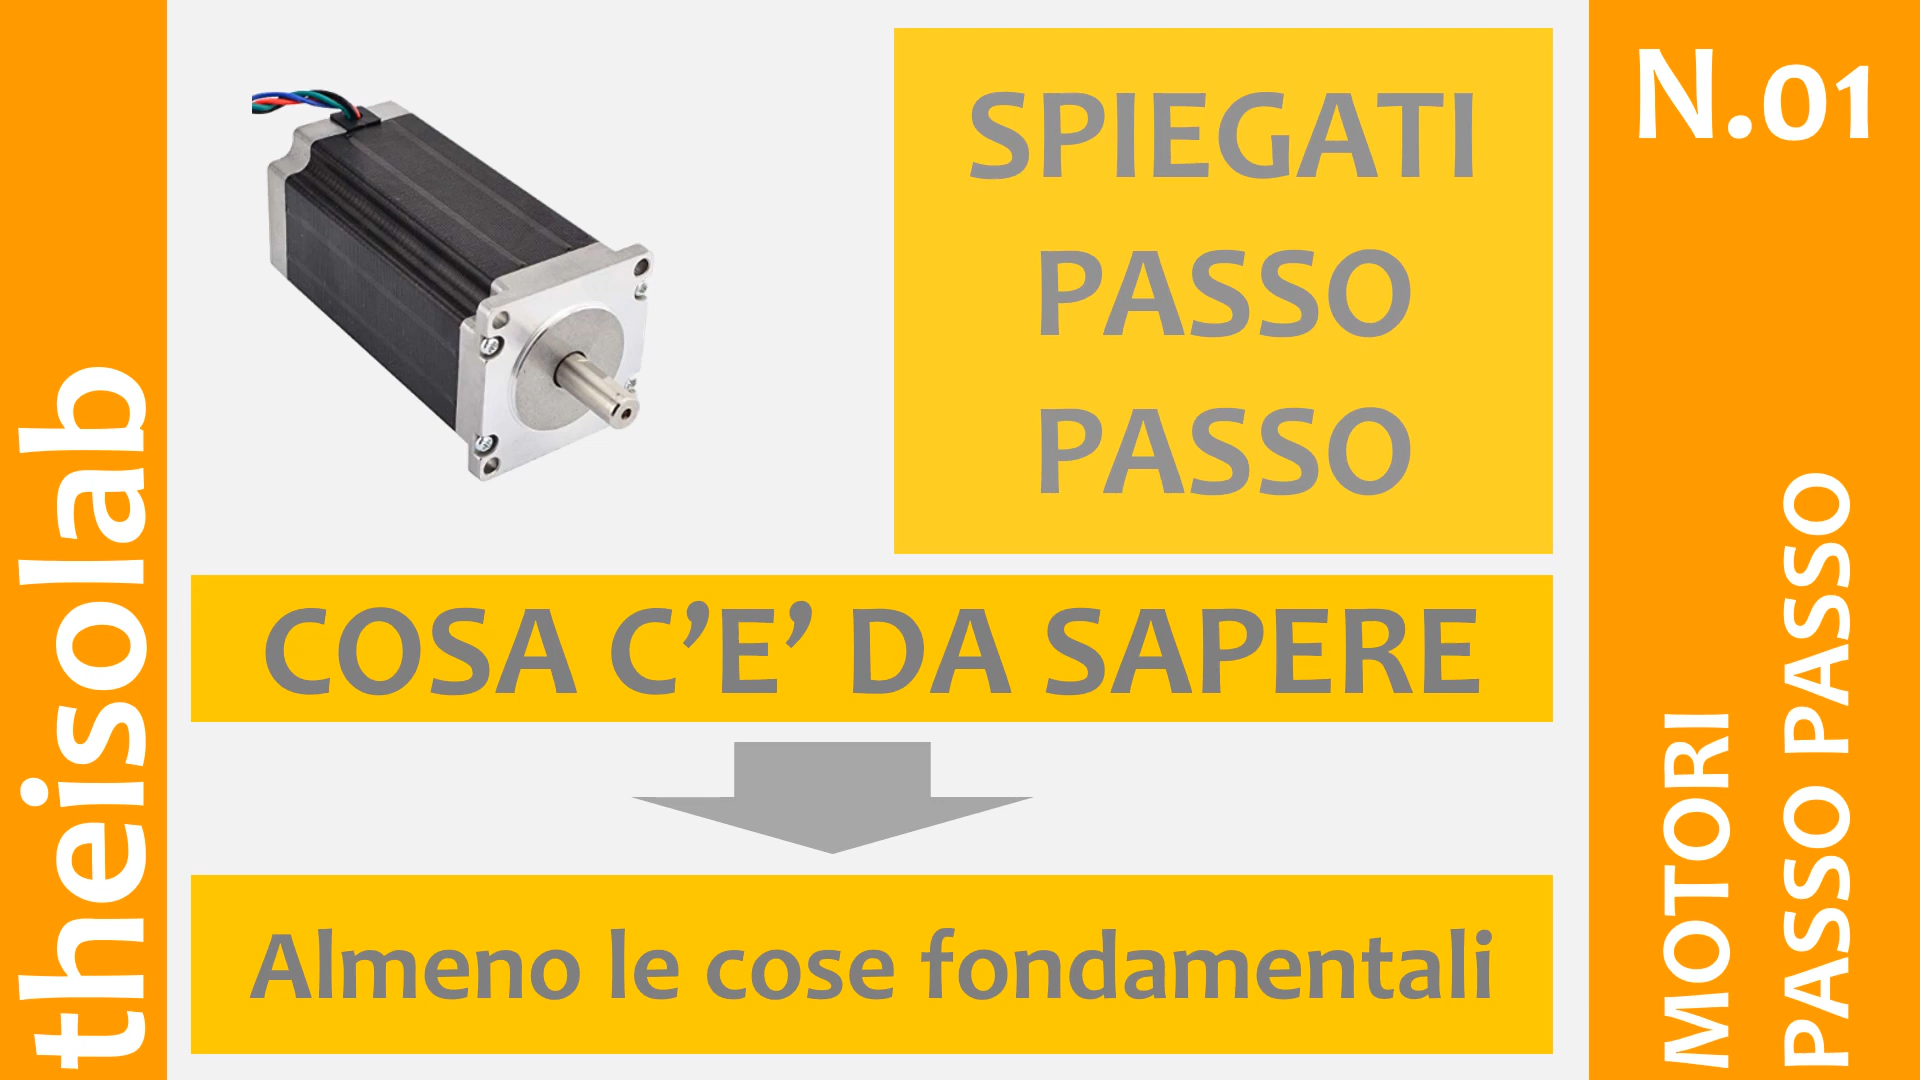 theisolab
SPIEGATI
PASSO
PASSO
COSA C’E’ DA SAPERE
Almeno le cose fondamentali
N.01
MOTORI
PASSO PASSO